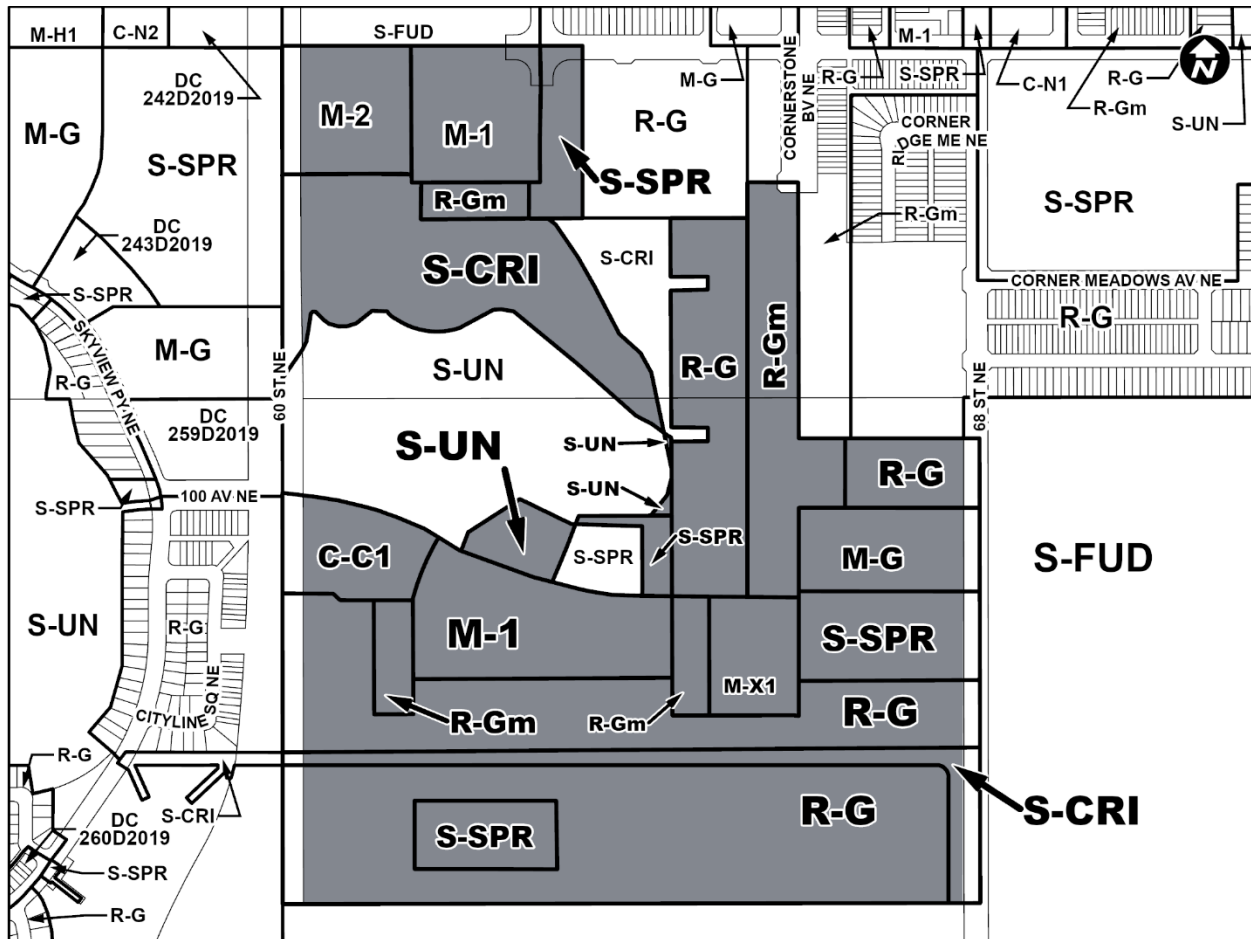 M-H1
C-N2
S-FUD
M-1
DC
242D2019
M-G
R-G
S-SPR
C-N1
R-G
R-Gm
S-UN
N
CORNERSTONE
BV NE
CORNER
RIDGE ME NE
M-G
S-SPR
M-2
M-1
R-G
S-SPR
R-Gm
S-SPR
R-Gm
DC
243D2019
S-SPR
S-CRI
S-CRI
CORNER MEADOWS AV NE
R-G
SKYVIEW PY NE
M-G
R-G
60 ST NE
S-UN
R-G
R-Gm
68 ST NE
DC
259D2019
S-UN
S-UN
S-UN
R-G
S-SPR
100 AV NE
C-C1
S-SPR
S-SPR
M-G
S-FUD
S-UN
R-G
M-1
S-SPR
CITYLINE
SQ NE
R-Gm
R-Gm
M-X1
R-G
R-G
S-CRI
DC
260D2019
S-SPR
R-G
S-SPR
R-G
S-CRI